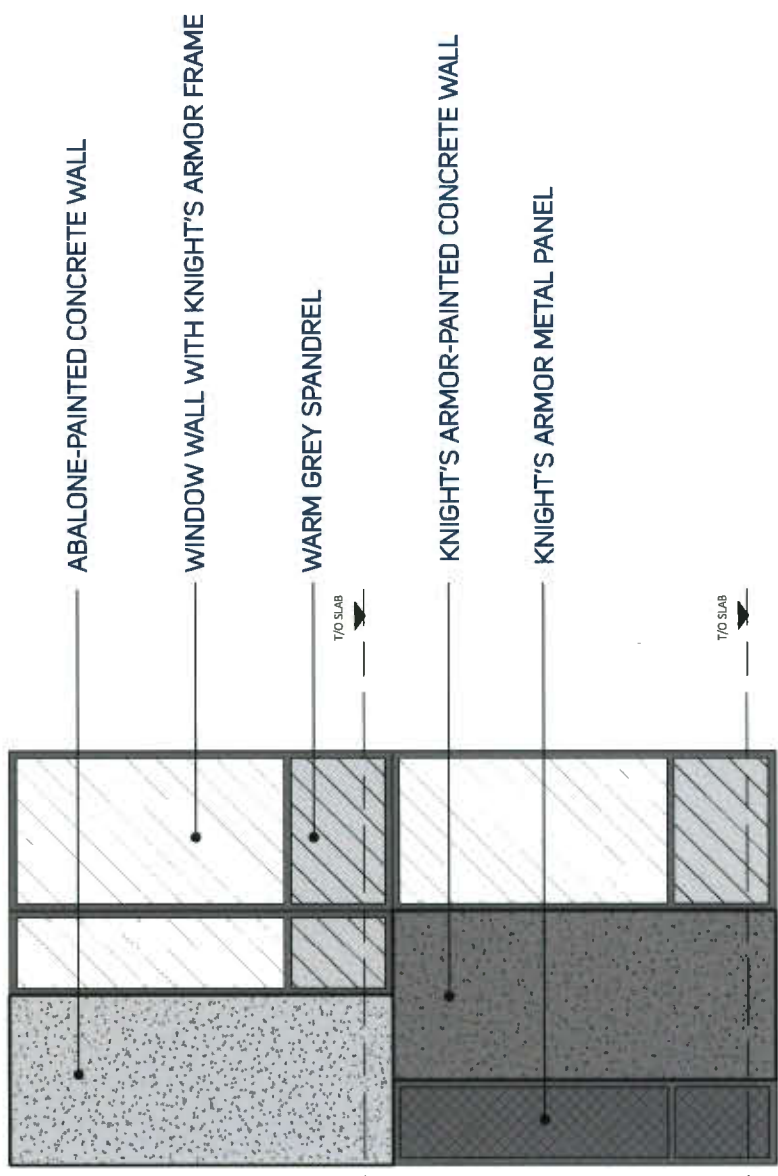 ABALONE-PAINTED CONCRETE WALL
WINDOW WALL WITH KNIGHT'S ARMOR FRAME
WARM GREY SPANDREL
T/O SLAB
KNIGHT'S ARMOR-PAINTED CONCRETE WALL
KNIGHT'S ARMOR METAL PANEL
T/O SLAB